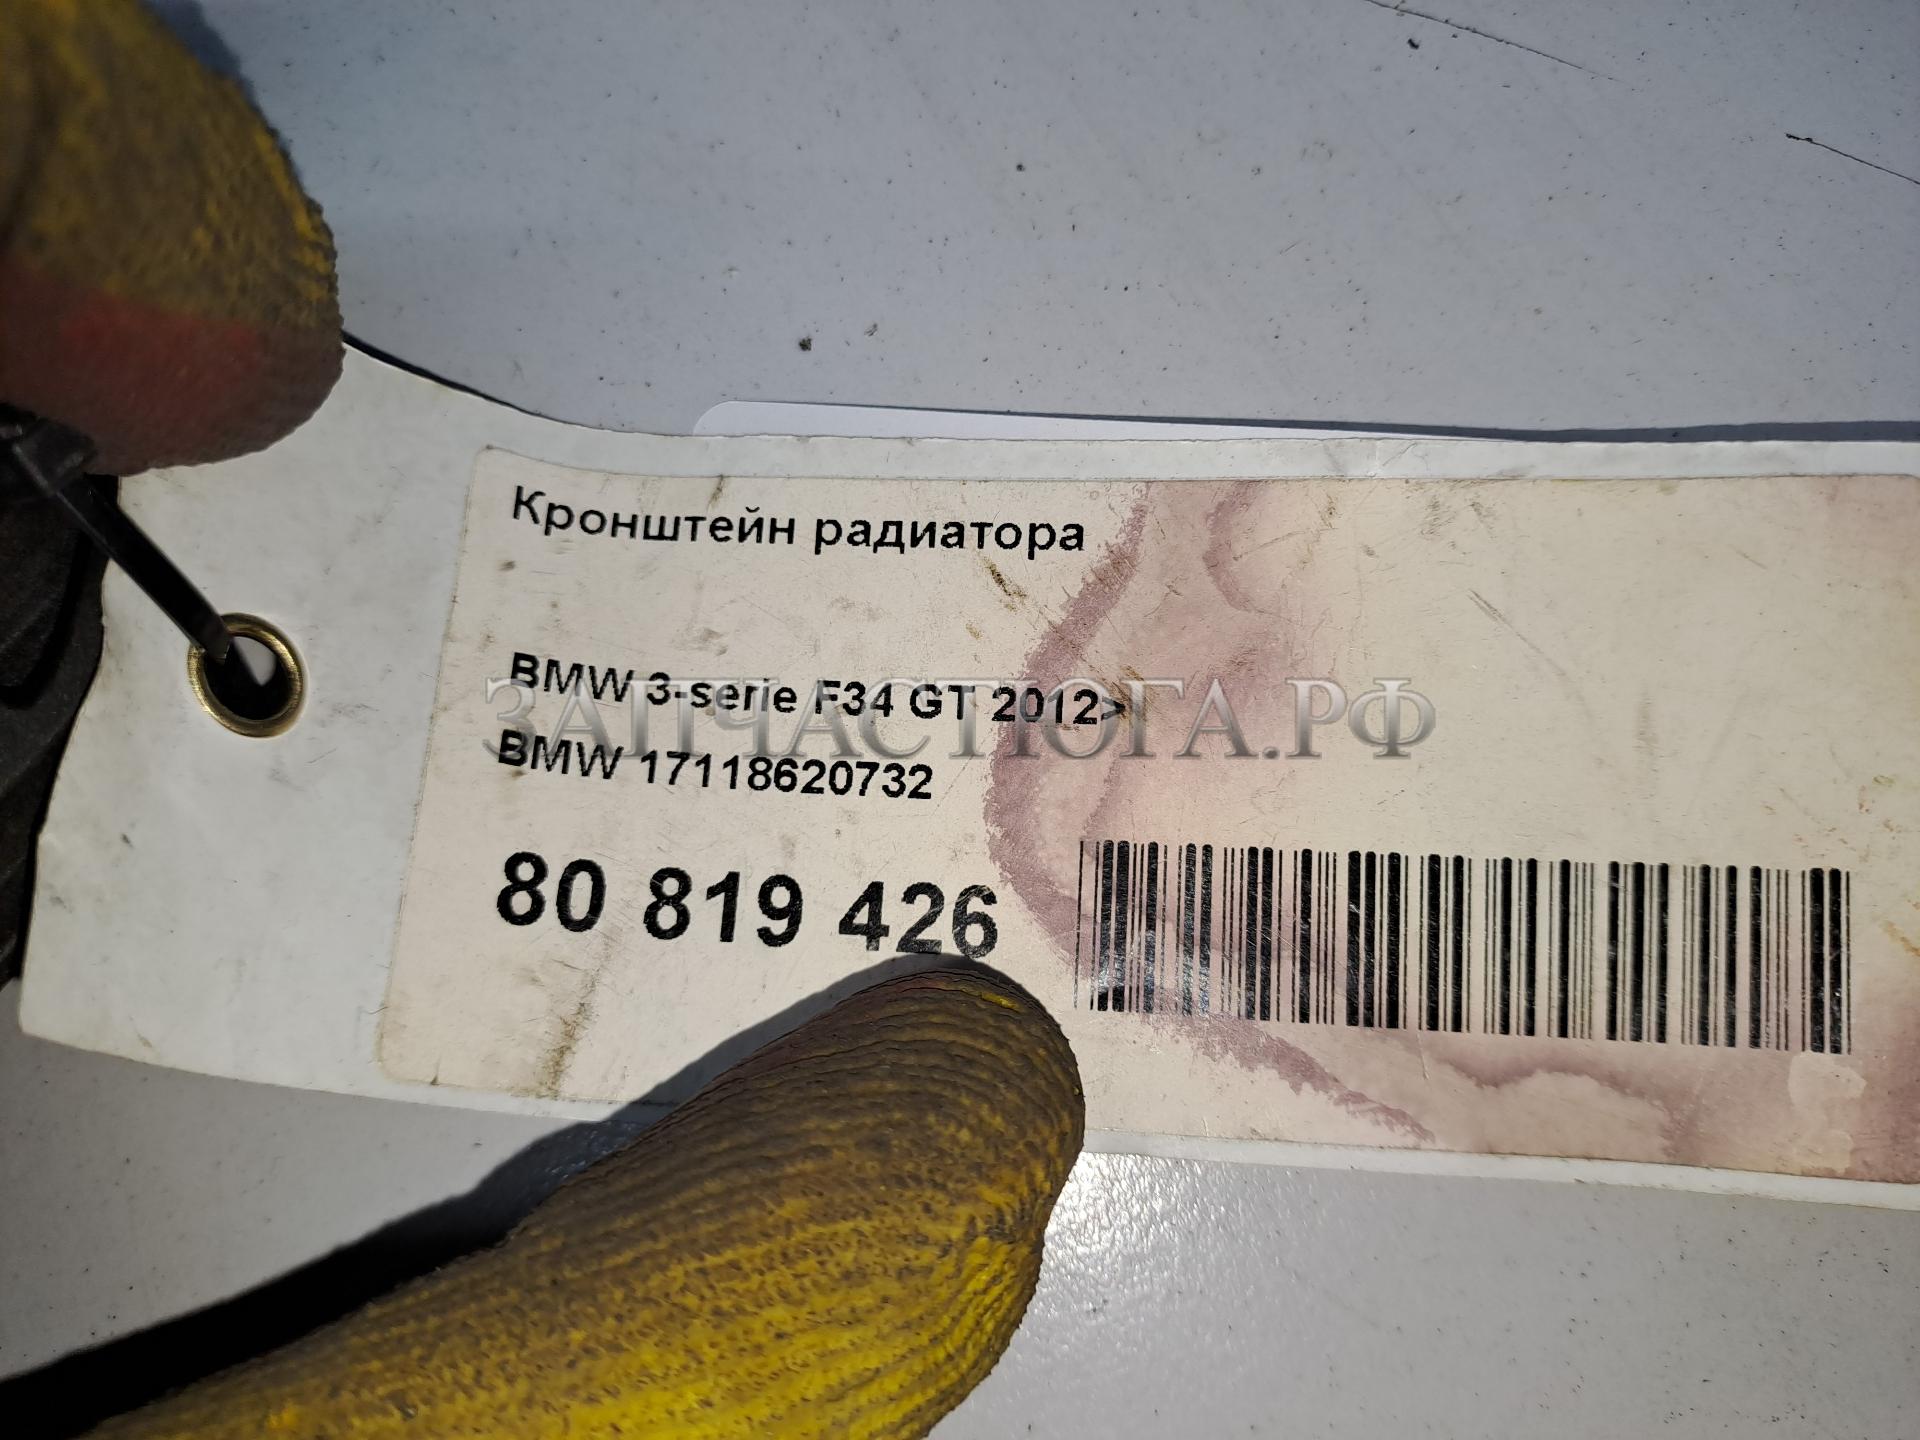 Кронштейн радиатора
BMW 3-serie F34 GT 2012>
ЗАПЧАСТЮГА.РФ
BMW 17118620732
80 819 426